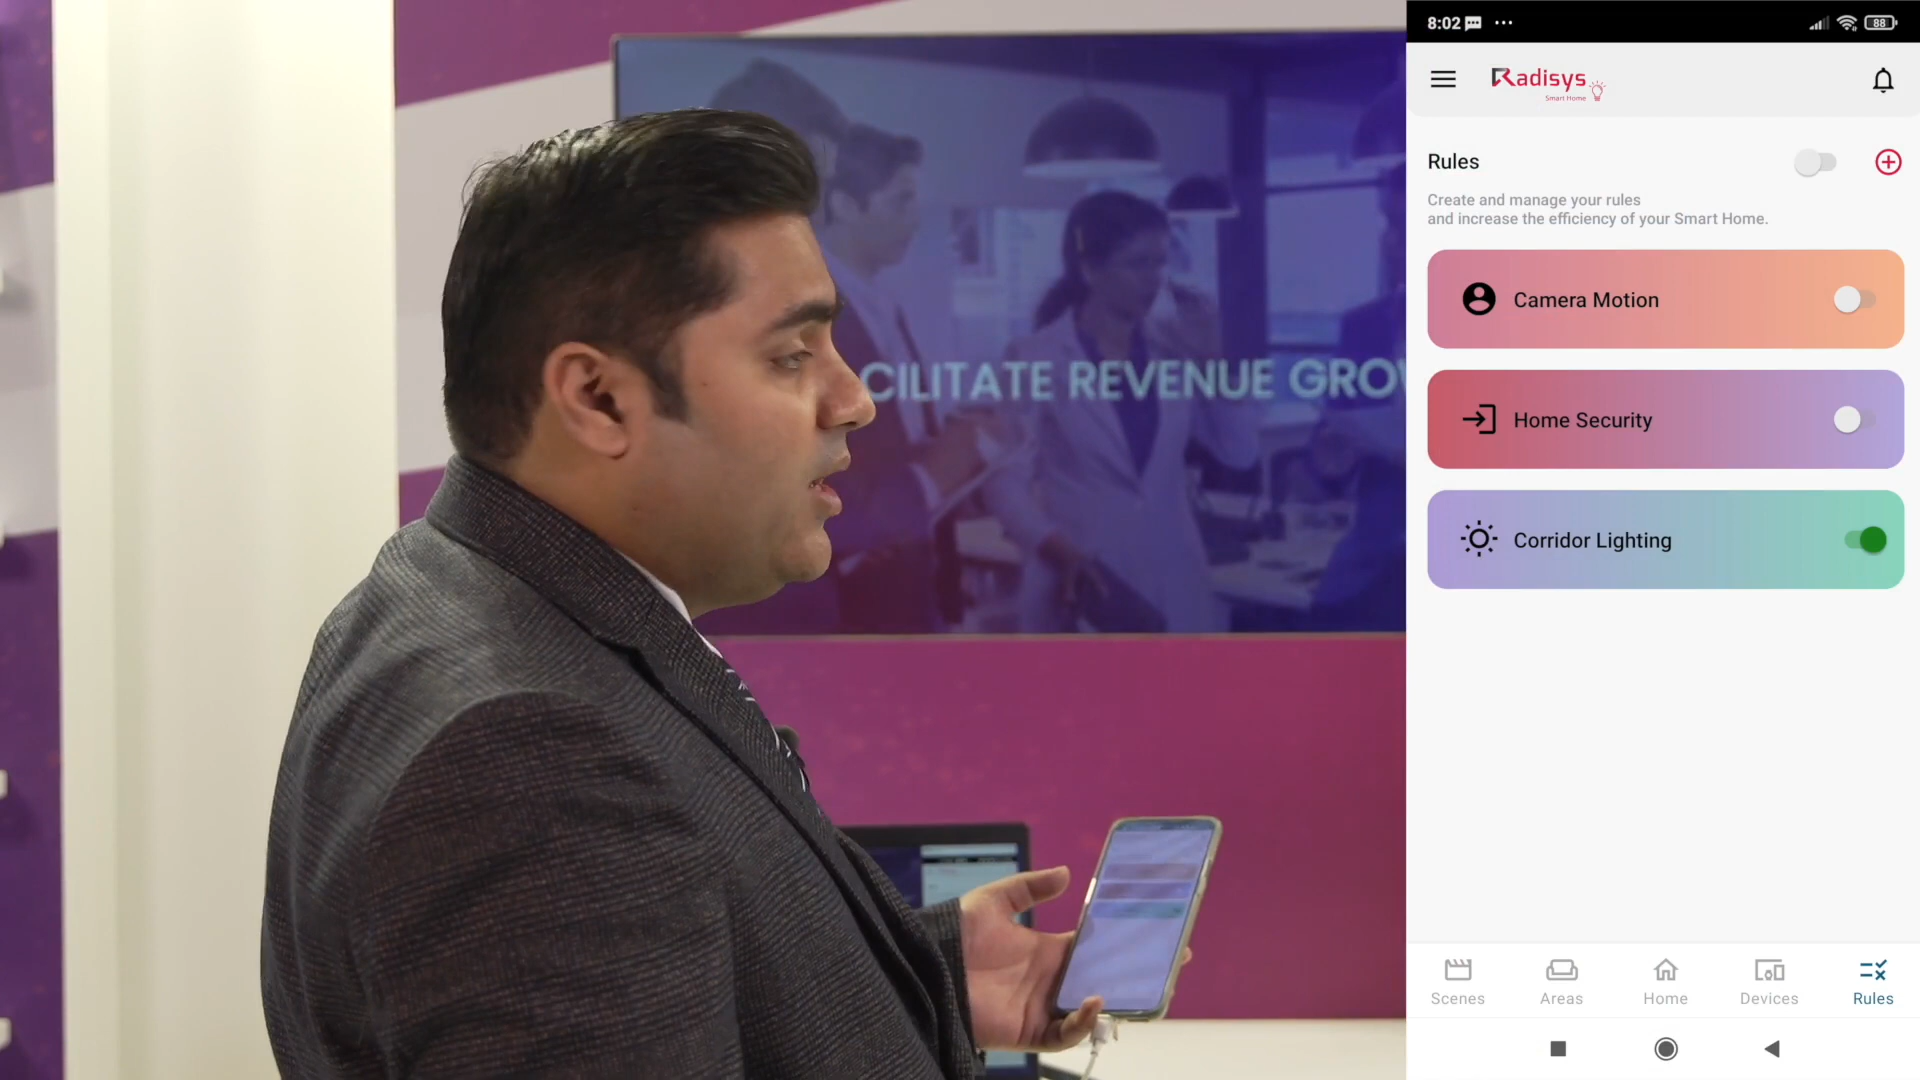 CILITATE REVENUE GRO
8:02
88
Radisys
Smart Home
Rules
Create and manage your rules
and increase the efficiency of your Smart Home.
Camera Motion
Home Security
Corridor Lighting
Scenes
Areas
Home
Devices
Rules